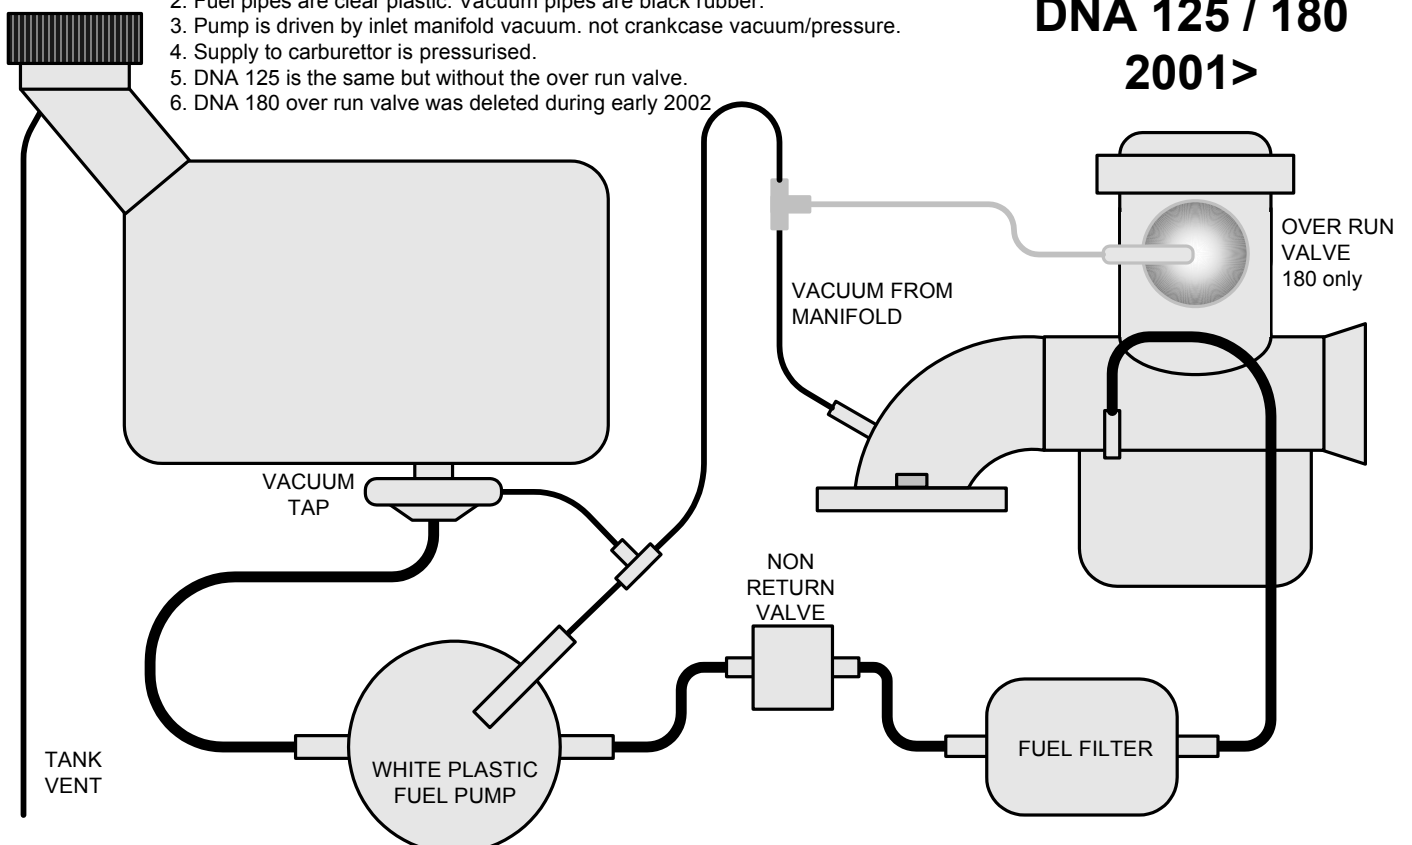 2. Fuel pipes are clear plastic. Vacuum pipes are black rubber.
3. Pump is driven by inlet manifold vacuum. not crankcase vacuum/pressure.
4. Supply to carburettor is pressurised.
5. DNA 125 is the same but without the over run valve.
6. DNA 180 over run valve was deleted during early 2002
DNA 125 / 180
2001>
OVER RUN
VALVE
180 only
VACUUM FROM
MANIFOLD
VACUUM
TAP
NON
RETURN
VALVE
TANK
VENT
WHITE PLASTIC
FUEL PUMP
FUEL FILTER